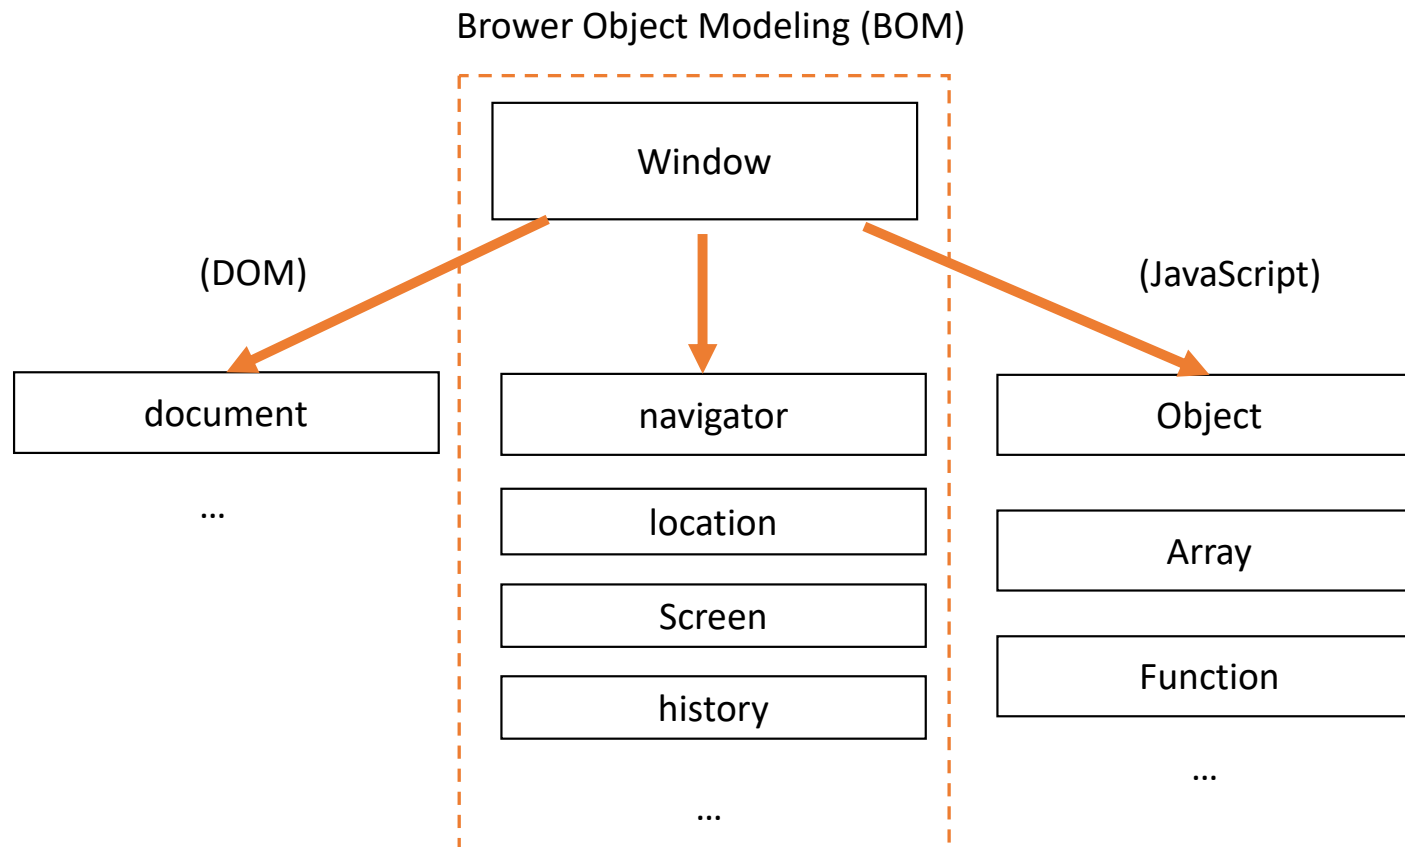 Brower Object Modeling (BOM)
Window
(DOM)
(JavaScript)
document
navigator
Object
...
location
Array
Screen
Function
history
...
...